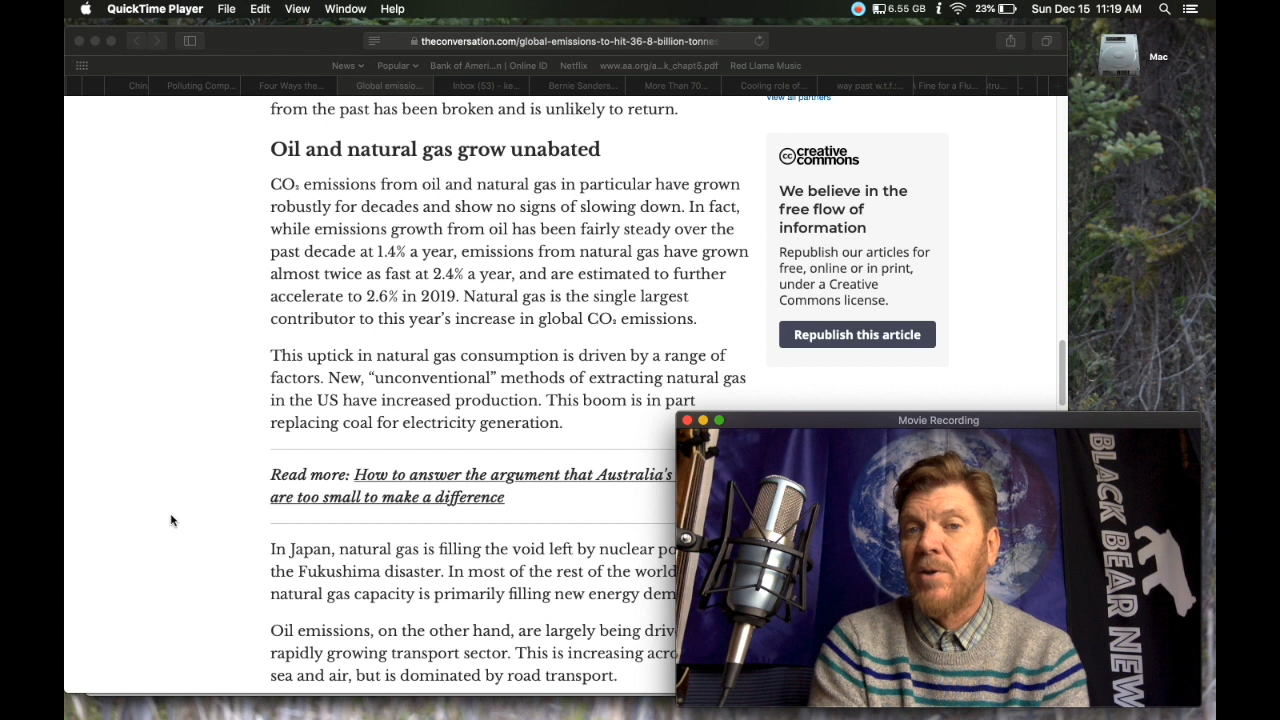 QuickTime Player File Edit View Window Help 6.55 GB 23% Sun Dec 15 11:19 AM
theconversation.com/global-emissions-to-hit-36-8-billion-tonne
Mac
News Popular Bank of Ameri...n | Online ID Netflix www.ea.org/a...k_chapt5.pdf Red Llama Music
Chin Polluting Comp... Four Ways the... Global emissio... Inbox (53) – ke... Bernie Sanders... More Than 70... Cooling role of... way past w.t.f.:... Fine for a Flu...
View all partners
from the past has been broken and is unlikely to return.
Oil and natural gas grow unabated
CO₂ emissions from oil and natural gas in particular have grown
robustly for decades and show no signs of slowing down. In fact,
while emissions growth from oil has been fairly steady over the
past decade at 1.4% a year, emissions from natural gas have grown
almost twice as fast at 2.4% a year, and are estimated to further
accelerate to 2.6% in 2019. Natural gas is the single largest
contributor to this year’s increase in global CO₂ emissions.
This uptick in natural gas consumption is driven by a range of
factors. New, “unconventional” methods of extracting natural gas
in the US have increased production. This boom is in part
replacing coal for electricity generation.
Read more: How to answer the argument that Australia's
are too small to make a difference
In Japan, natural gas is filling the void left by nuclear po
the Fukushima disaster. In most of the rest of the world
natural gas capacity is primarily filling new energy dem
Oil emissions, on the other hand, are largely being driv
rapidly growing transport sector. This is increasing acro
sea and air, but is dominated by road transport.
cc creative
commons
We believe in the
free flow of
information
Republish our articles for
free, online or in print,
under a Creative
Commons license.
Republish this article
Movie Recording
BLACK BEAR NEW